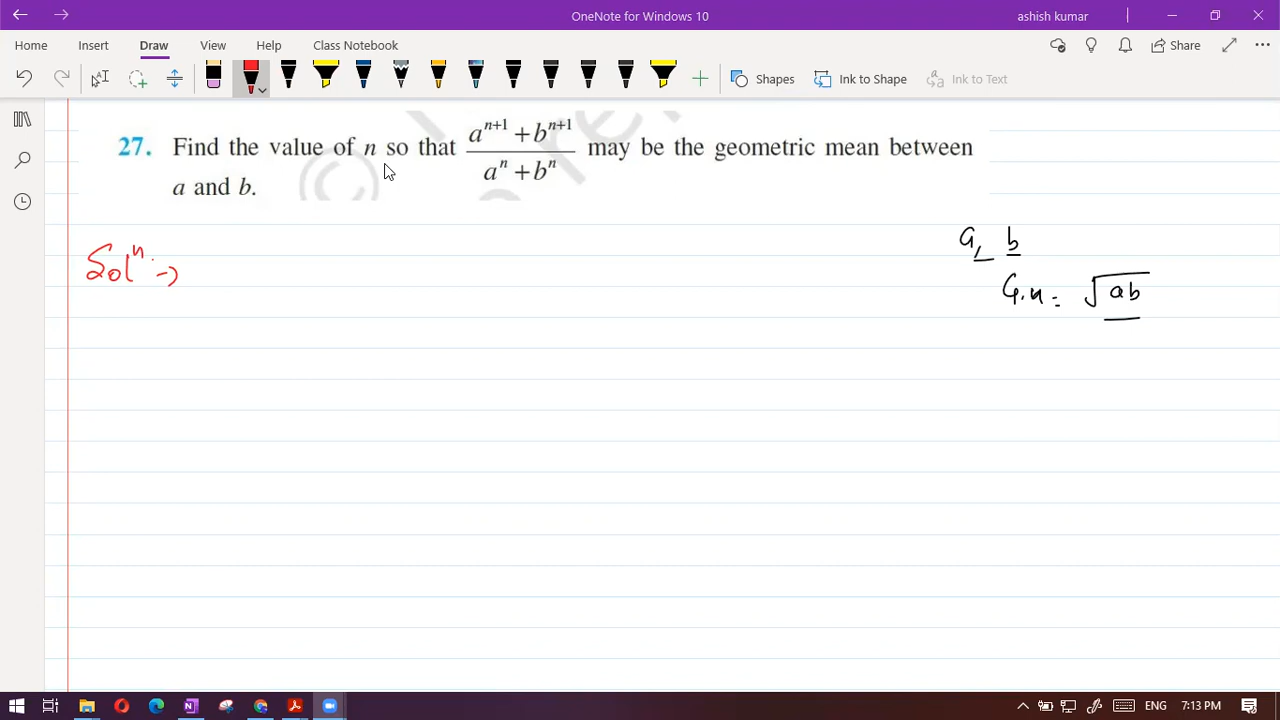 OneNote for Windows 10
ashish kumar
Home Insert Draw View Help Class Notebook Share
Shapes Ink to Shape Ink to Text
27. Find the value of n so that \frac{a^{n+1}+b^{n+1}}{a^n+b^n} may be the geometric mean between
a and b.
Solⁿ :→
a, b
G.M = √ab
ENG 7:13 PM